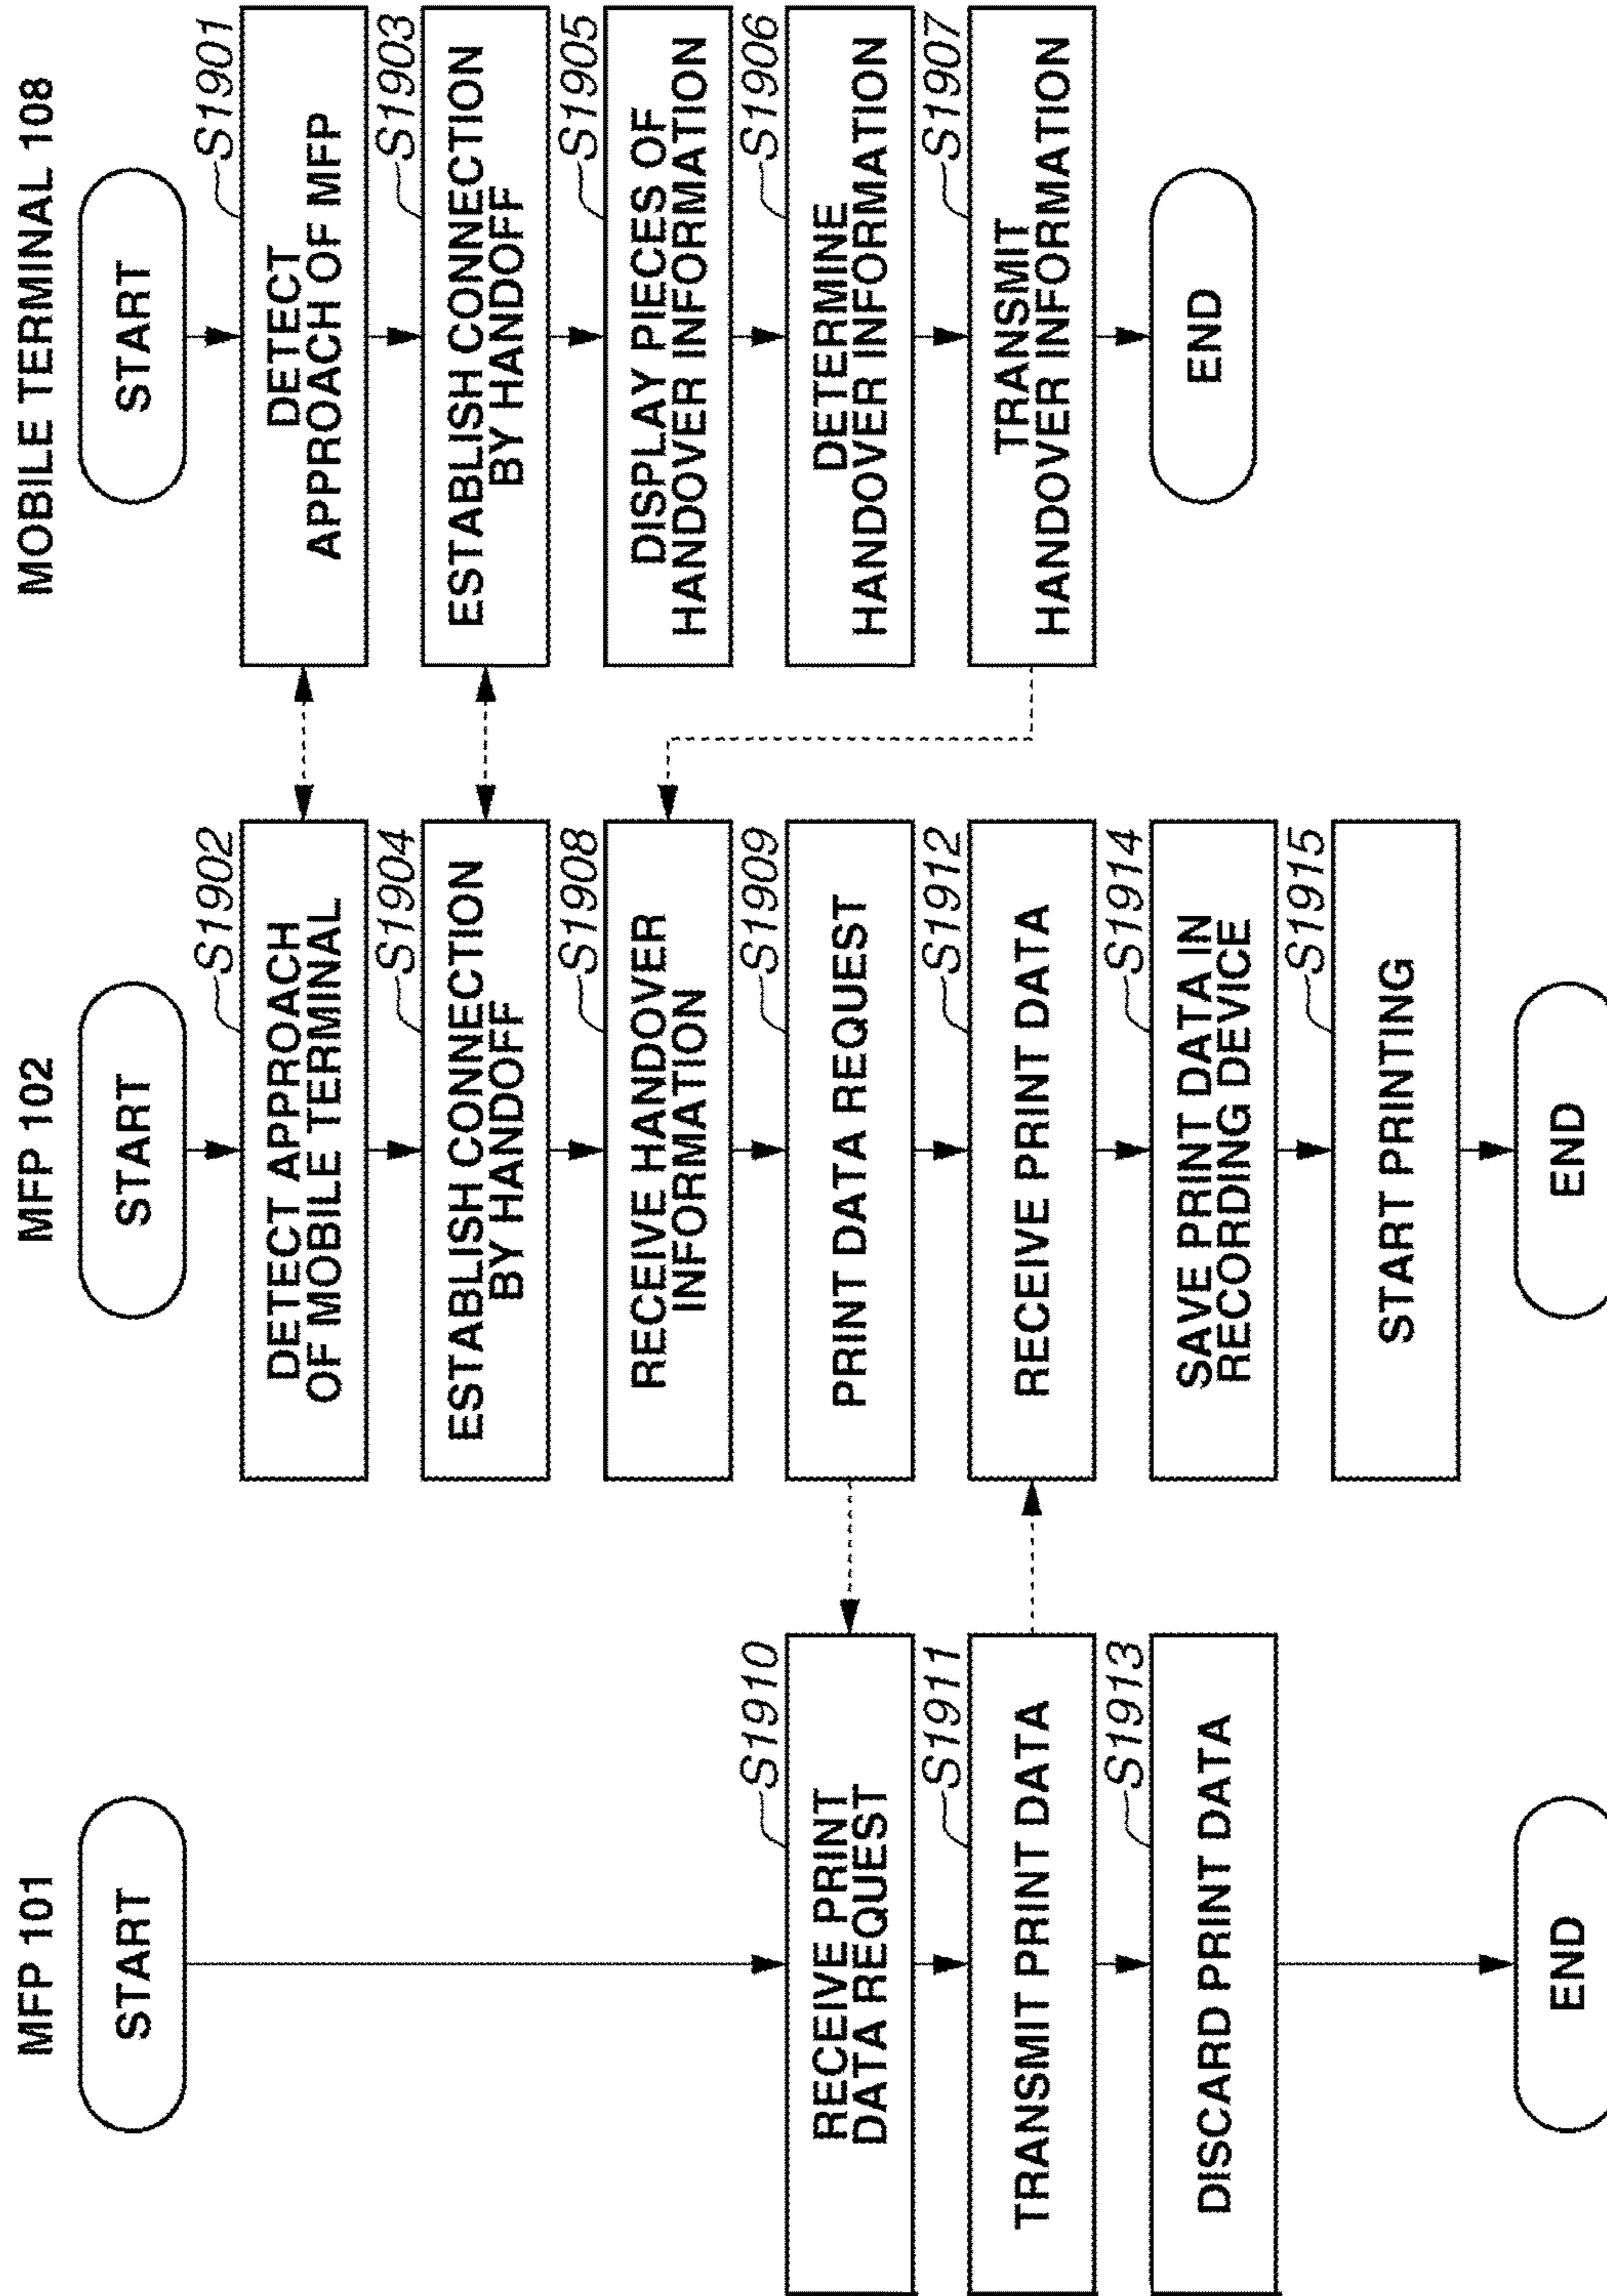 MFP 101
START
S1910
RECEIVE PRINT
DATA REQUEST
S1911
TRANSMIT PRINT DATA
S1913
DISCARD PRINT DATA
END
MFP 102
START
S1902
DETECT APPROACH
OF MOBILE TERMINAL
S1904
ESTABLISH CONNECTION
BY HANDOFF
S1908
RECEIVE HANDOVER
INFORMATION
S1909
PRINT DATA REQUEST
S1912
RECEIVE PRINT DATA
S1914
SAVE PRINT DATA IN
RECORDING DEVICE
S1915
START PRINTING
END
MOBILE TERMINAL 108
START
S1901
DETECT
APPROACH OF MFP
S1903
ESTABLISH CONNECTION
BY HANDOFF
S1905
DISPLAY PIECES OF
HANDOVER INFORMATION
S1906
DETERMINE
HANDOVER INFORMATION
S1907
TRANSMIT
HANDOVER INFORMATION
END